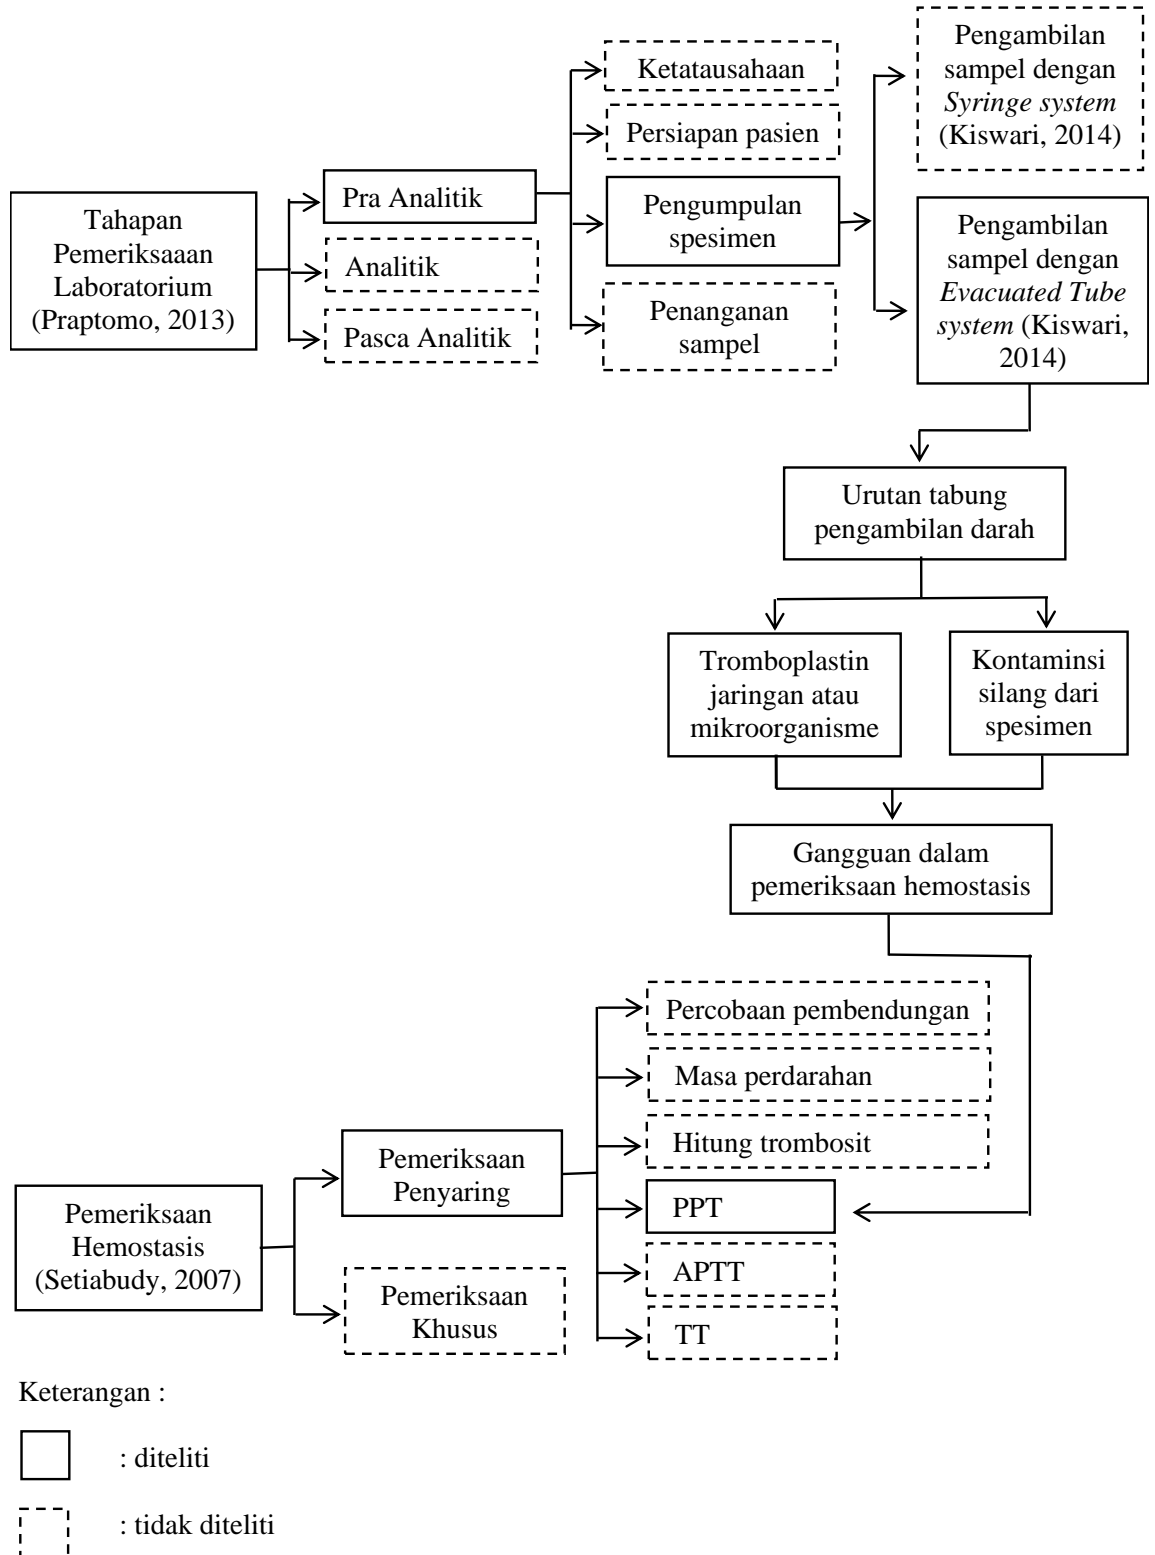 Tahapan
Pemeriksaaan
Laboratorium
(Praptomo, 2013)
Pra Analitik
Analitik
Pasca Analitik
Ketatausahaan
Persiapan pasien
Pengumpulan
spesimen
Penanganan
sampel
Pengambilan
sampel dengan
Syringe system
(Kiswari, 2014)
Pengambilan
sampel dengan
Evacuated Tube
system (Kiswari,
2014)
Urutan tabung
pengambilan darah
Tromboplastin
jaringan atau
mikroorganisme
Kontaminsi
silang dari
spesimen
Gangguan dalam
pemeriksaan hemostasis
Pemeriksaan
Hemostasis
(Setiabudy, 2007)
Pemeriksaan
Penyaring
Pemeriksaan
Khusus
Percobaan pembendungan
Masa perdarahan
Hitung trombosit
PPT
APTT
TT
Keterangan :
: diteliti
: tidak diteliti